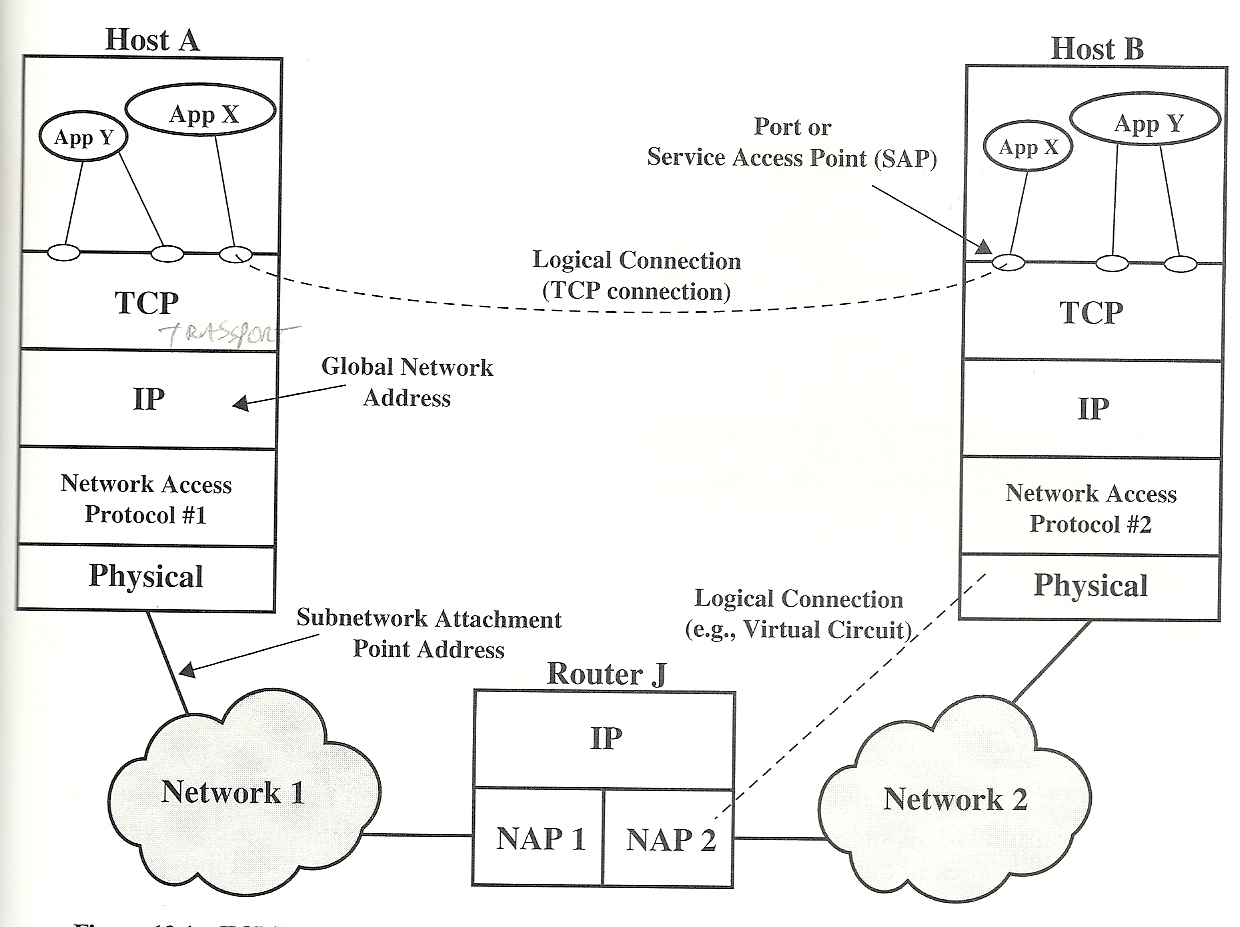 Host A
App Y
App X
TCP
TRASSPORT
IP
Network Access
Protocol #1
Physical
Global Network
Address
Logical Connection
(TCP connection)
Port or
Service Access Point (SAP)
Host B
App X
App Y
TCP
IP
Network Access
Protocol #2
Physical
Subnetwork Attachment
Point Address
Logical Connection
(e.g., Virtual Circuit)
Router J
IP
NAP 1
NAP 2
Network 1
Network 2